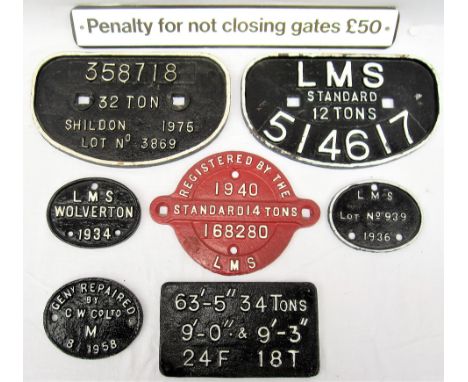 Penalty for not closing gates £50
358718
32 TON
SHILDON 1975
LOT No 3869
LMS
STANDARD
12 TONS
514617
LMS
WOLVERTON
1934
REGISTERED BY THE
1940
STANDARD 14 TONS
168280
LMS
LMS
LOT No 939
1936
GENY REPAIRED
BY
C W CO LTD
M
8 1958
63'-5" 34 TONS
9'-0" & 9'-3"
24F 18T